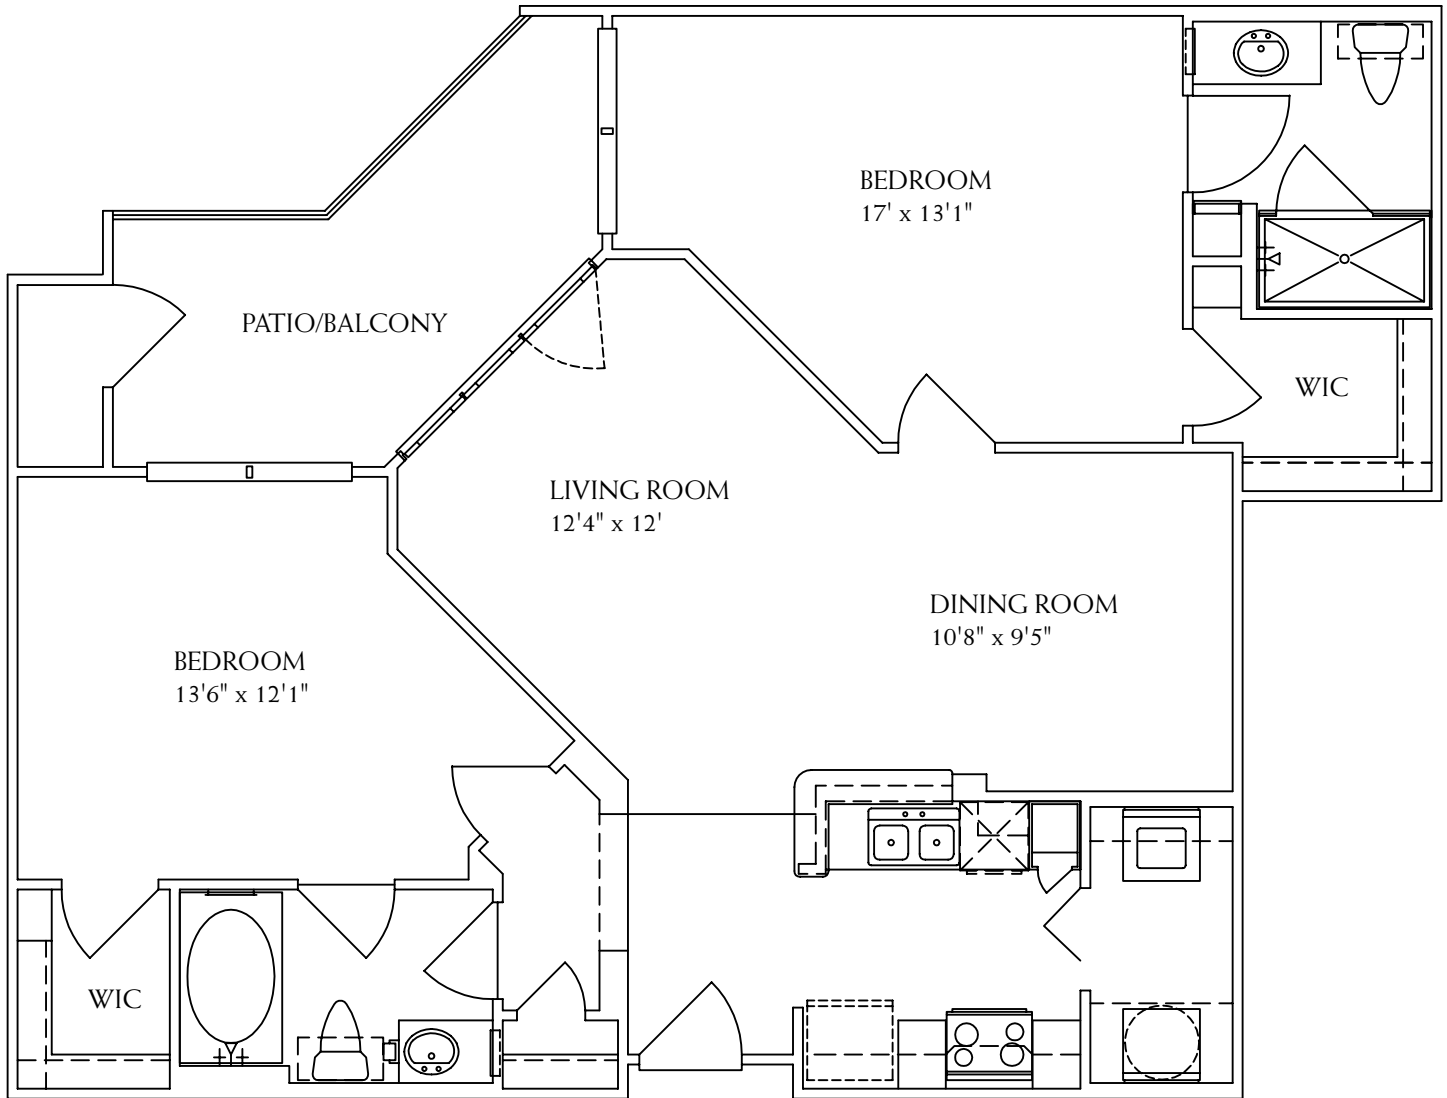 BEDROOM
17' x 13'1"
PATIO/BALCONY
WIC
LIVING ROOM
12'4" x 12'
DINING ROOM
10'8" x 9'5"
BEDROOM
13'6" x 12'1"
WIC